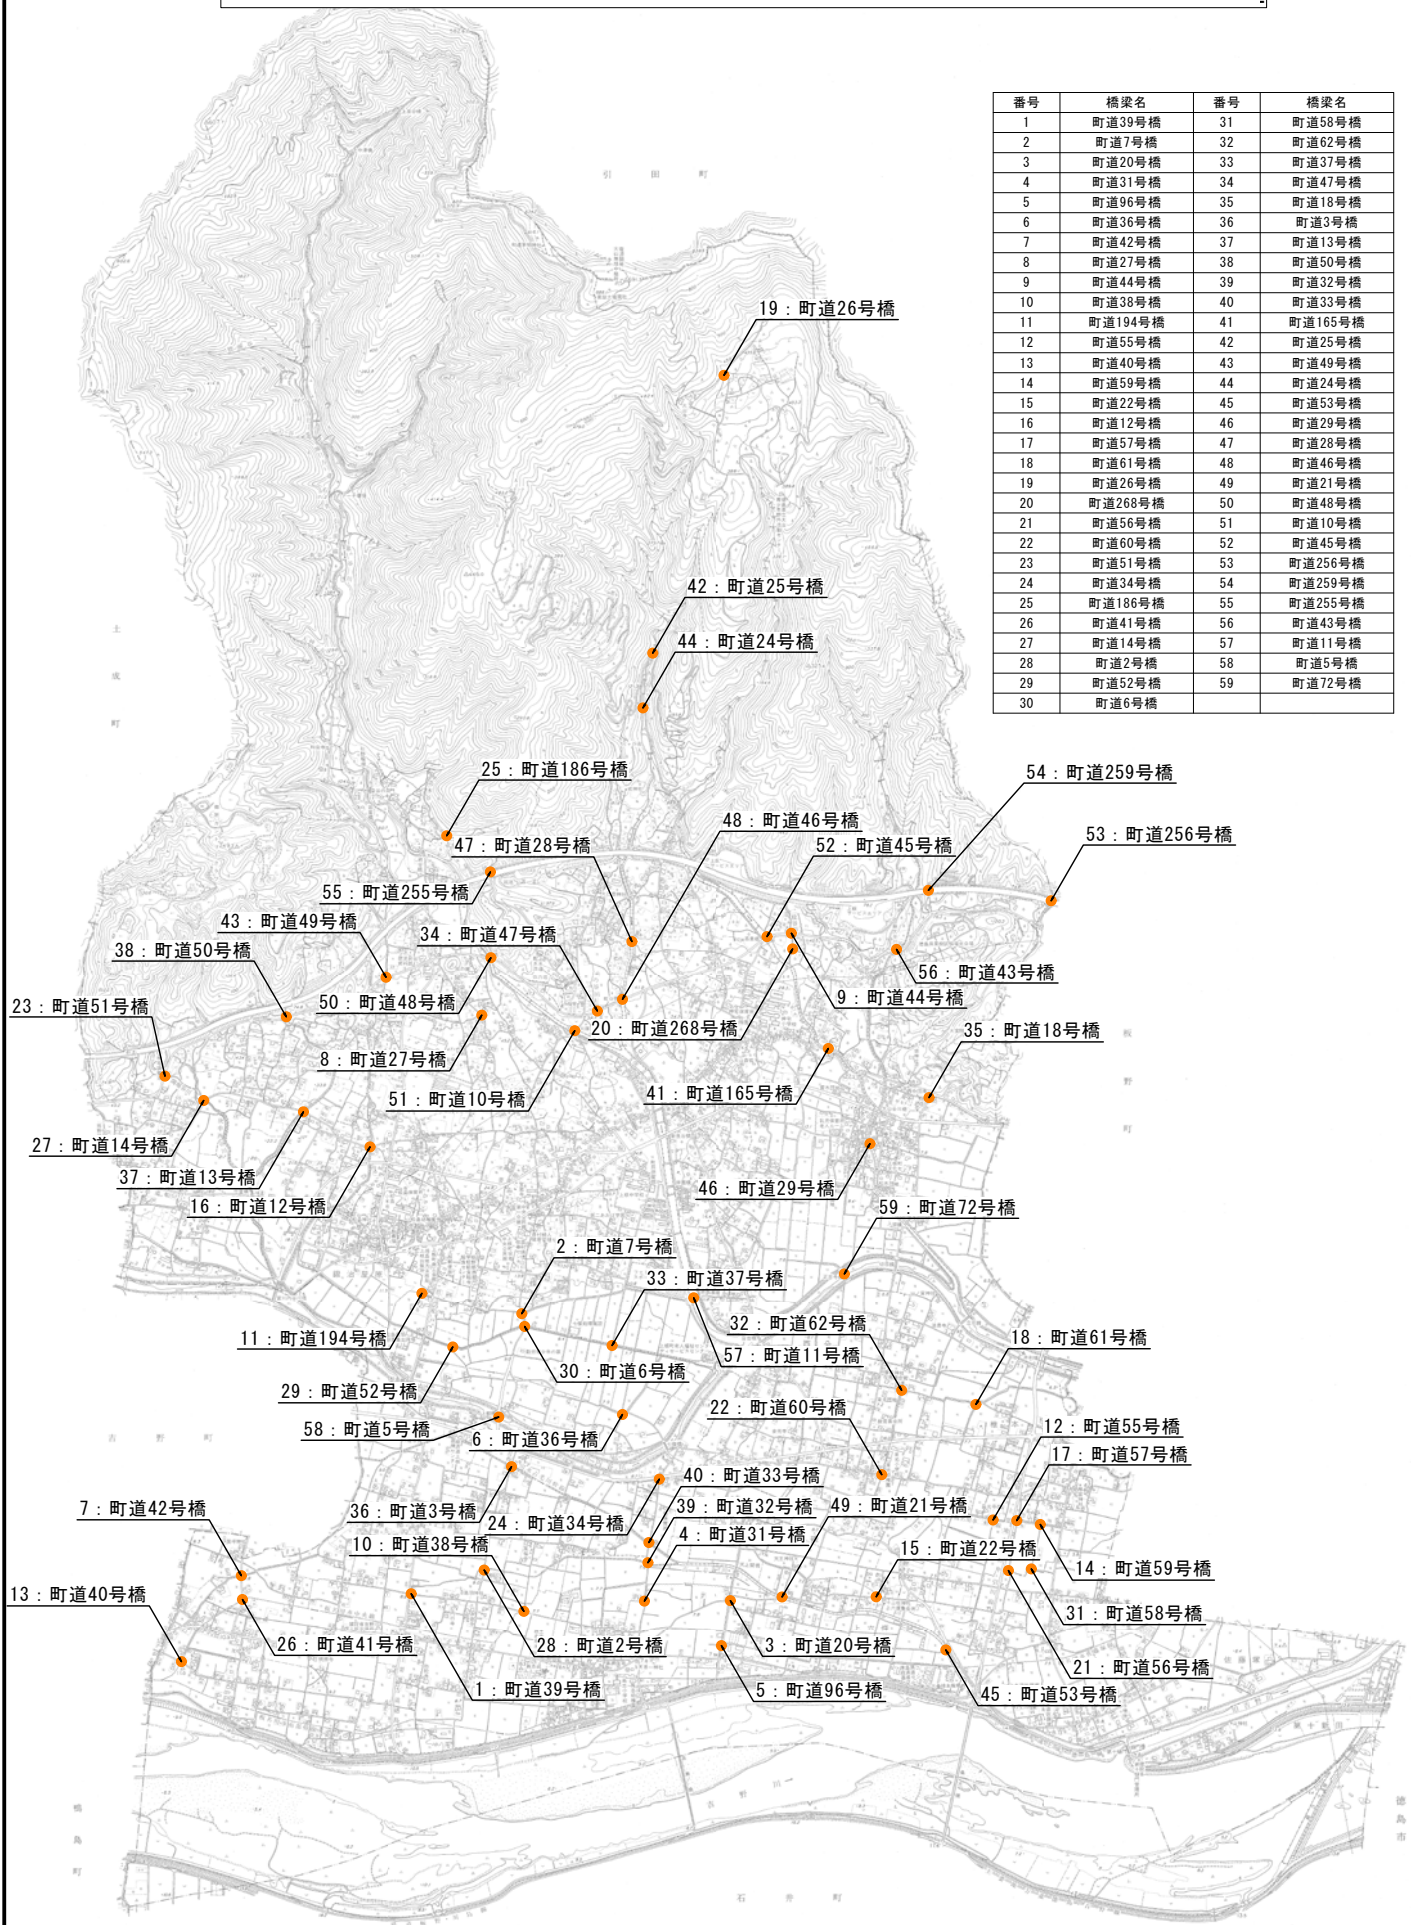 番号 橋梁名 番号 橋梁名
1 町道39号橋 31 町道58号橋
2 町道7号橋 32 町道62号橋
3 町道20号橋 33 町道37号橋
4 町道31号橋 34 町道47号橋
5 町道96号橋 35 町道18号橋
6 町道36号橋 36 町道3号橋
7 町道42号橋 37 町道13号橋
8 町道27号橋 38 町道50号橋
9 町道44号橋 39 町道32号橋
10 町道38号橋 40 町道33号橋
11 町道194号橋 41 町道165号橋
12 町道55号橋 42 町道25号橋
13 町道40号橋 43 町道49号橋
14 町道59号橋 44 町道24号橋
15 町道22号橋 45 町道53号橋
16 町道12号橋 46 町道29号橋
17 町道57号橋 47 町道28号橋
18 町道61号橋 48 町道46号橋
19 町道26号橋 49 町道21号橋
20 町道268号橋 50 町道48号橋
21 町道56号橋 51 町道10号橋
22 町道60号橋 52 町道45号橋
23 町道51号橋 53 町道256号橋
24 町道34号橋 54 町道259号橋
25 町道186号橋 55 町道255号橋
26 町道41号橋 56 町道43号橋
27 町道14号橋 57 町道11号橋
28 町道2号橋 58 町道5号橋
29 町道52号橋 59 町道72号橋
30 町道6号橋
引田町
19：町道26号橋
42：町道25号橋
土成町
44：町道24号橋
25：町道186号橋
54：町道259号橋
48：町道46号橋
53：町道256号橋
47：町道28号橋
52：町道45号橋
55：町道255号橋
43：町道49号橋
34：町道47号橋
38：町道50号橋
56：町道43号橋
23：町道51号橋
50：町道48号橋
9：町道44号橋
20：町道268号橋
35：町道18号橋
板野町
8：町道27号橋
51：町道10号橋
41：町道165号橋
27：町道14号橋
37：町道13号橋
46：町道29号橋
16：町道12号橋
59：町道72号橋
2：町道7号橋
33：町道37号橋
32：町道62号橋
11：町道194号橋
18：町道61号橋
57：町道11号橋
30：町道6号橋
29：町道52号橋
22：町道60号橋
58：町道5号橋
12：町道55号橋
吉野町
6：町道36号橋
17：町道57号橋
40：町道33号橋
7：町道42号橋
36：町道3号橋
39：町道32号橋
49：町道21号橋
24：町道34号橋
4：町道31号橋
10：町道38号橋
15：町道22号橋
14：町道59号橋
13：町道40号橋
31：町道58号橋
26：町道41号橋
28：町道2号橋
3：町道20号橋
21：町道56号橋
1：町道39号橋
5：町道96号橋
45：町道53号橋
吉野川
鴨島町
徳島市
石井町